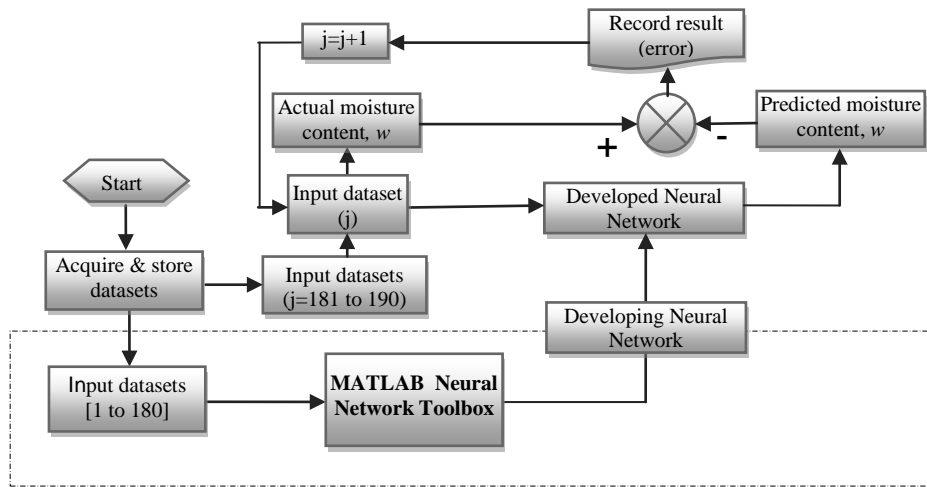 j=j+1
Record result
(error)
Actual moisture
content, w
+
-
Predicted moisture
content, w
Start
Input dataset
(j)
Developed Neural
Network
Acquire & store
datasets
Input datasets
(j=181 to 190)
Developing Neural
Network
Input datasets
[1 to 180]
MATLAB Neural
Network Toolbox